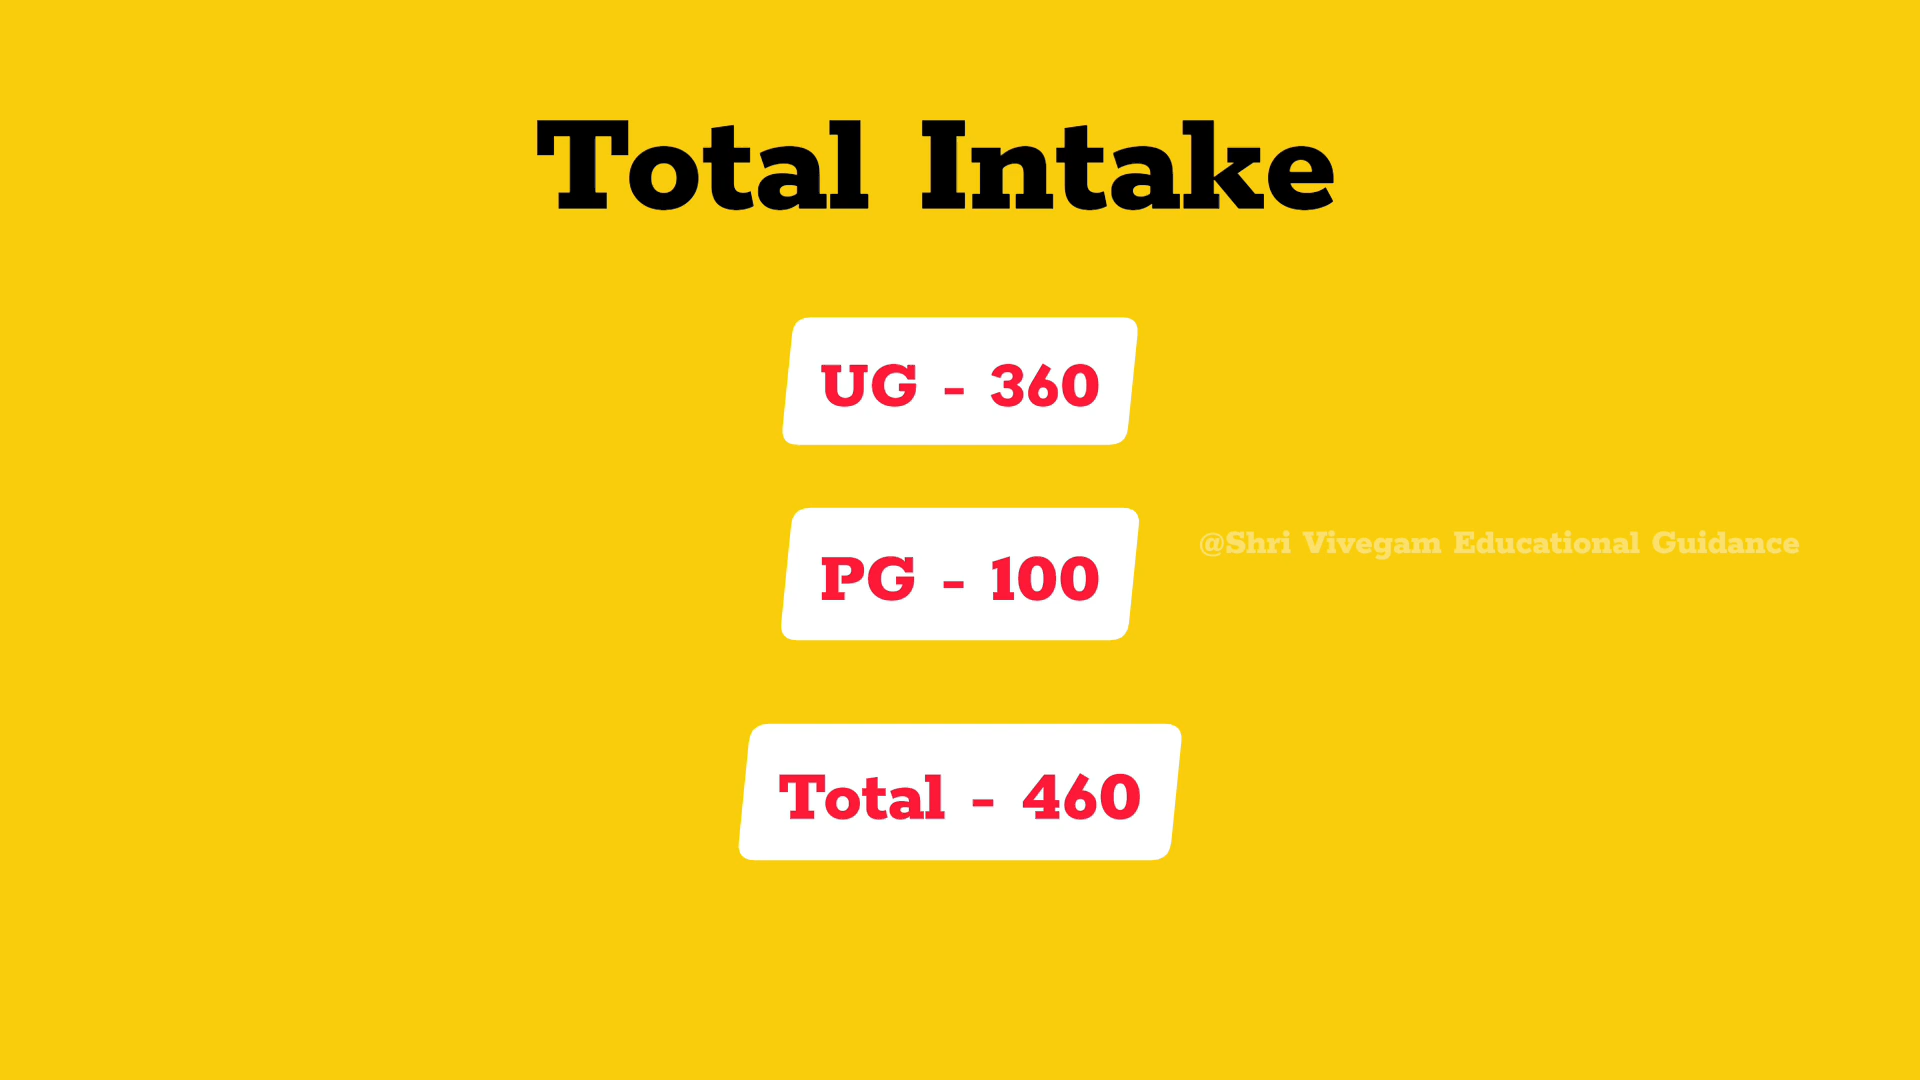 Total Intake
UG - 360
PG - 100
@Shri Vivegam Educational Guidance
Total - 460